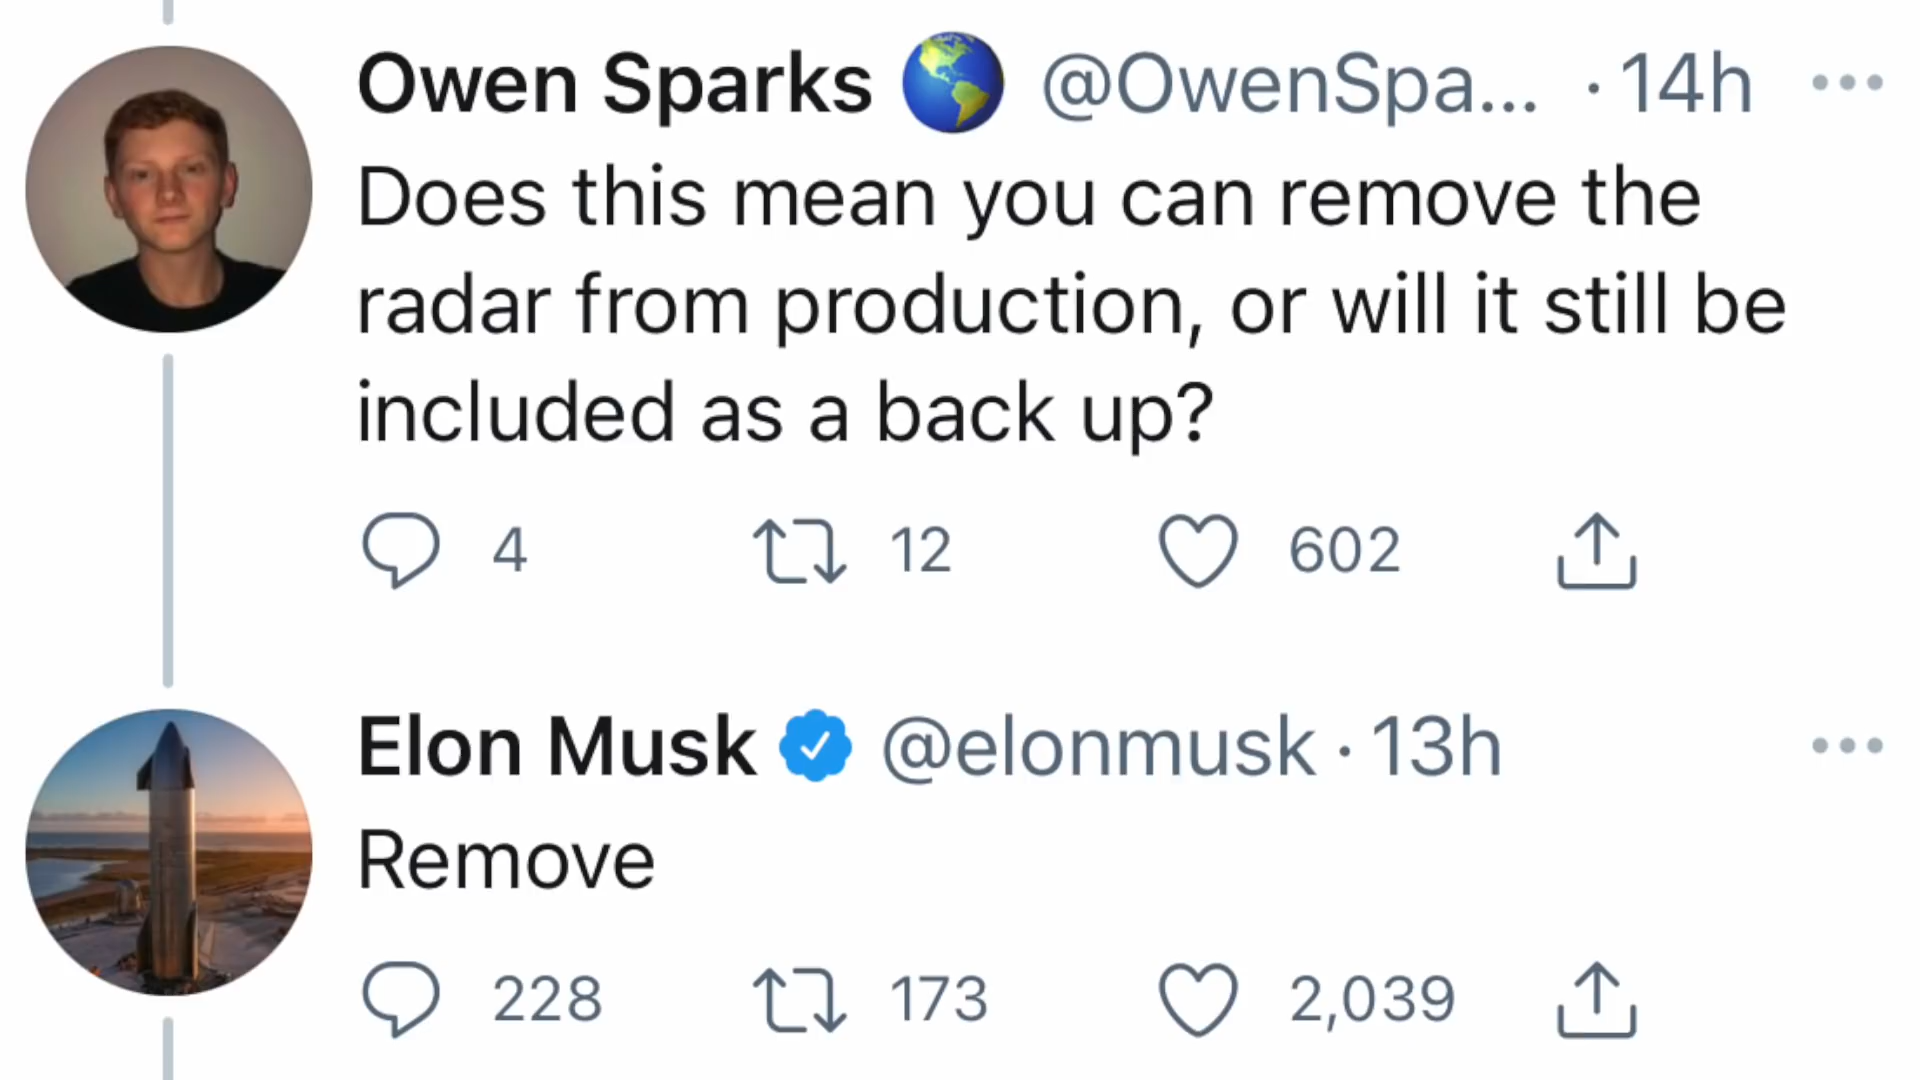 Owen Sparks 🌎 @OwenSpa... · 14h
Does this mean you can remove the
radar from production, or will it still be
included as a back up?
4 12 602
Elon Musk @elonmusk · 13h
Remove
228 173 2,039